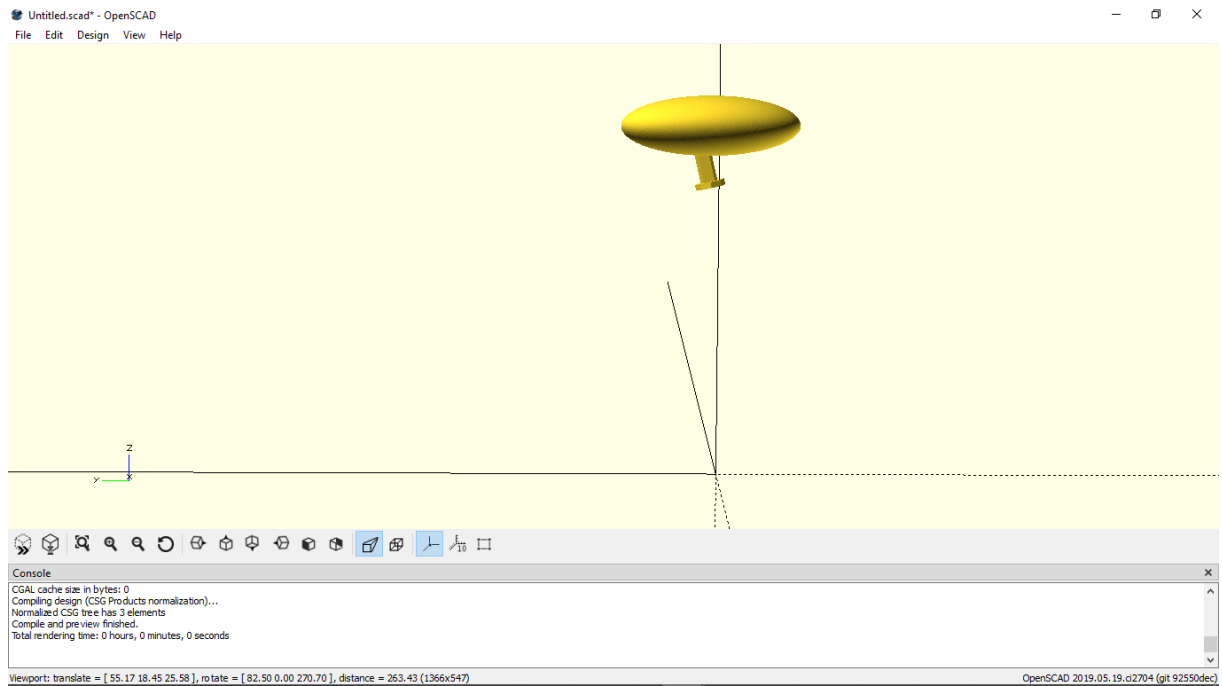 Untitled.scad* - OpenSCAD
File Edit Design View Help
Z
Y X
10
Console
CGAL cache size in bytes: 0
Compiling design (CSG Products normalization)...
Normalized CSG tree has 3 elements
Compile and preview finished.
Total rendering time: 0 hours, 0 minutes, 0 seconds
Viewport: translate = [ 55.17 18.45 25.58 ], rotate = [ 82.50 0.00 270.70 ], distance = 263.43 (1366x547) OpenSCAD 2019.05.19.ci2704 (git 92550dec)